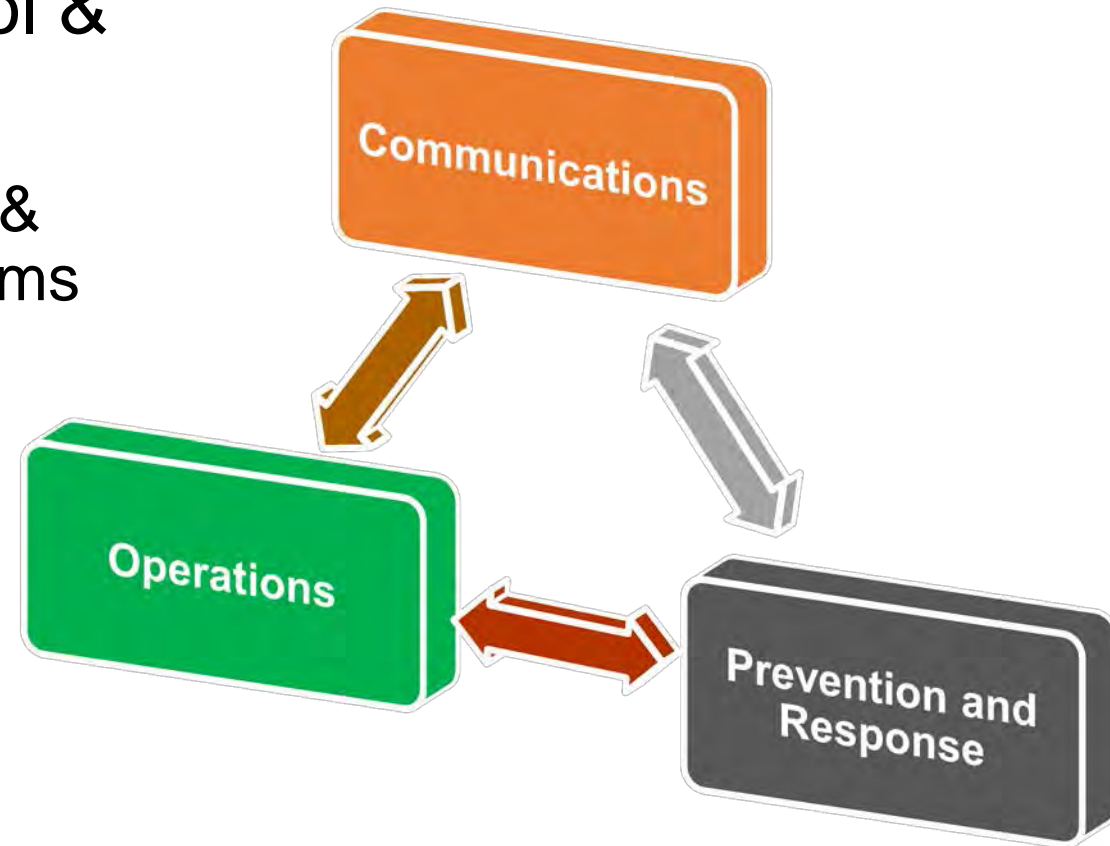 &
&
Communications
Operations
Prevention and
Response